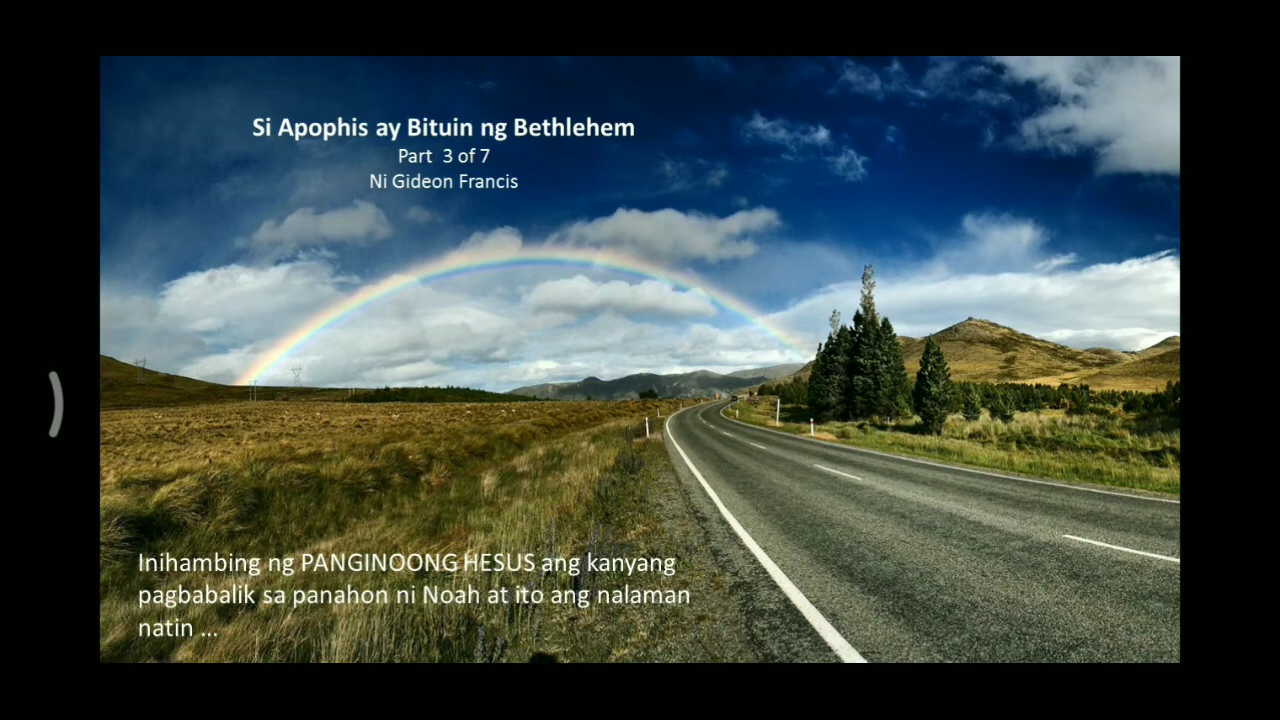 Si Apophis ay Bituin ng Bethlehem
Part 3 of 7
Ni Gideon Francis
Inihambing ng PANGINOONG HESUS ang kanyang
pagbabalik sa panahon ni Noah at ito ang nalaman
natin ...